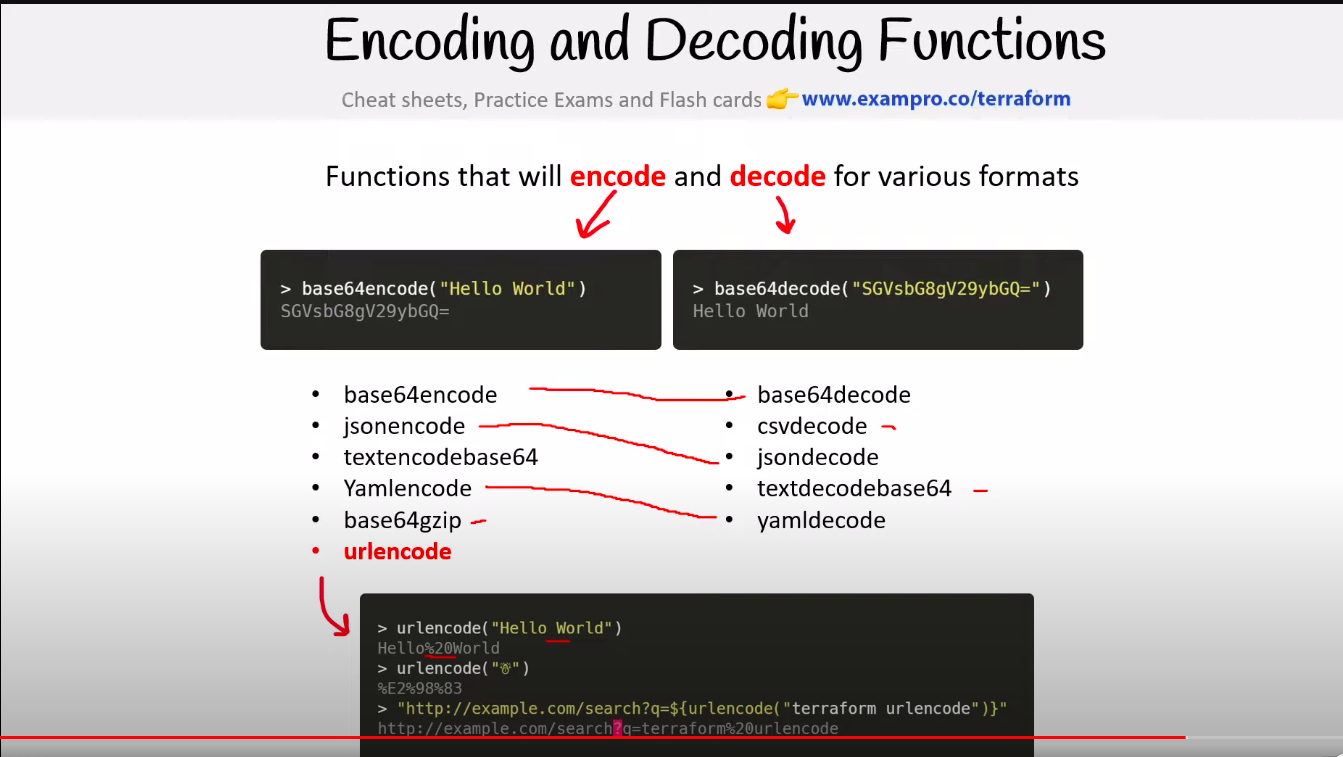 Encoding and Decoding Functions
Cheat sheets, Practice Exams and Flash cards 👉 www.exampro.co/terraform
Functions that will encode and decode for various formats
> base64encode("Hello World")
SGVsbG8gV29ybGQ=
> base64decode("SGVsbG8gV29ybGQ=")
Hello World
• base64encode
• jsonencode
• textencodebase64
• Yamlencode
• base64gzip
• urlencode
• base64decode
• csvdecode
• jsondecode
• textdecodebase64
• yamldecode
> urlencode("Hello World")
Hello%20World
> urlencode("☃")
%E2%98%83
> "http://example.com/search?q=${urlencode("terraform urlencode")}"
http://example.com/search?q=terraform%20urlencode